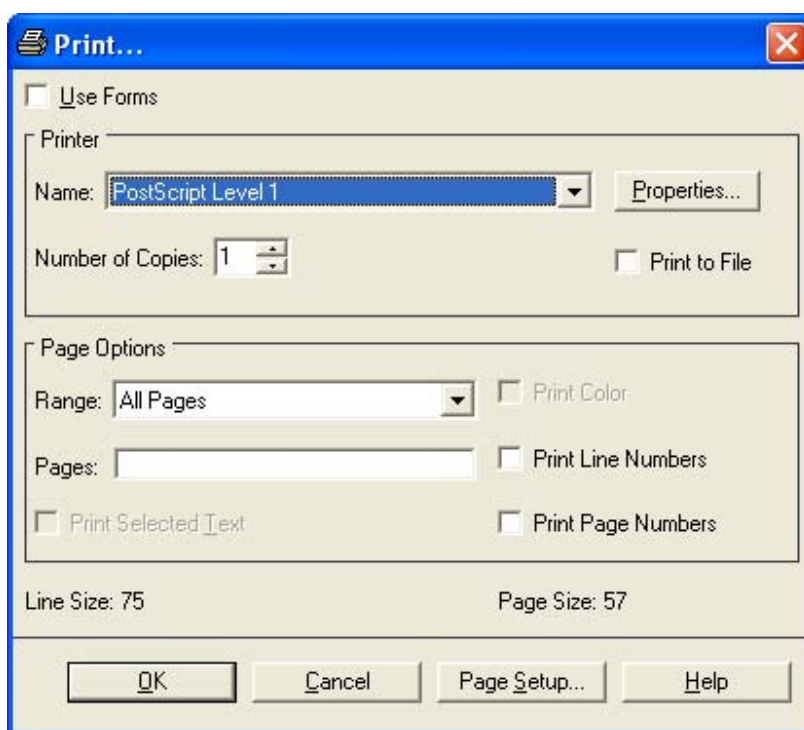 Print...
Use Forms
Printer
Name: PostScript Level 1 Properties...
Number of Copies: 1 Print to File
Page Options
Range: All Pages Print Color
Pages: Print Line Numbers
Print Selected Text Print Page Numbers
Line Size: 75 Page Size: 57
OK Cancel Page Setup... Help